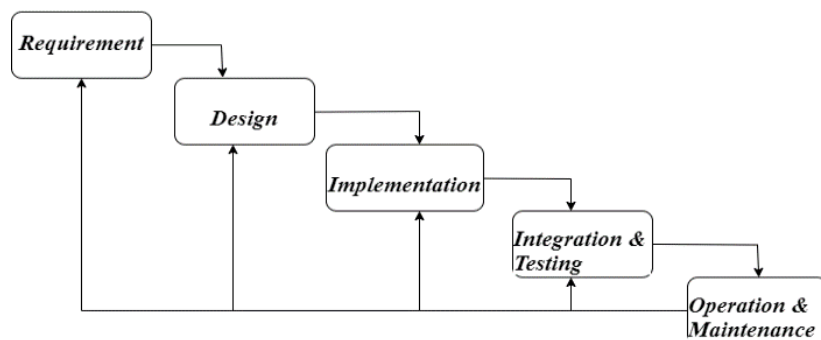 Requirement
Design
Implementation
Integration &
Testing
Operation &
Maintenance